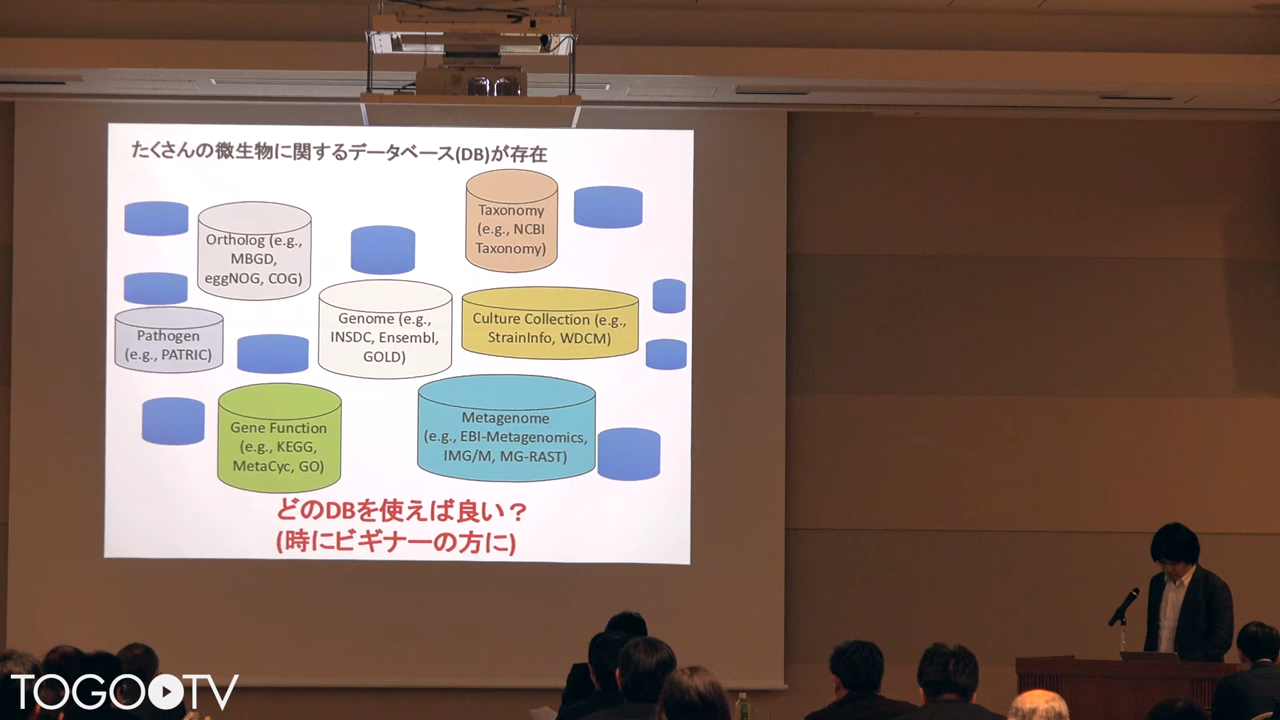 たくさんの微生物に関するデータベース(DB)が存在
Taxonomy
(e.g., NCBI
Taxonomy)
Ortholog (e.g.,
MBGD,
eggNOG, COG)
Genome (e.g.,
INSDC, Ensembl,
GOLD)
Culture Collection (e.g.,
StrainInfo, WDCM)
Pathogen
(e.g., PATRIC)
Gene Function
(e.g., KEGG,
MetaCyc, GO)
Metagenome
(e.g., EBI-Metagenomics,
IMG/M, MG-RAST)
どのDBを使えば良い？
(時にビギナーの方に)
TOGO TV